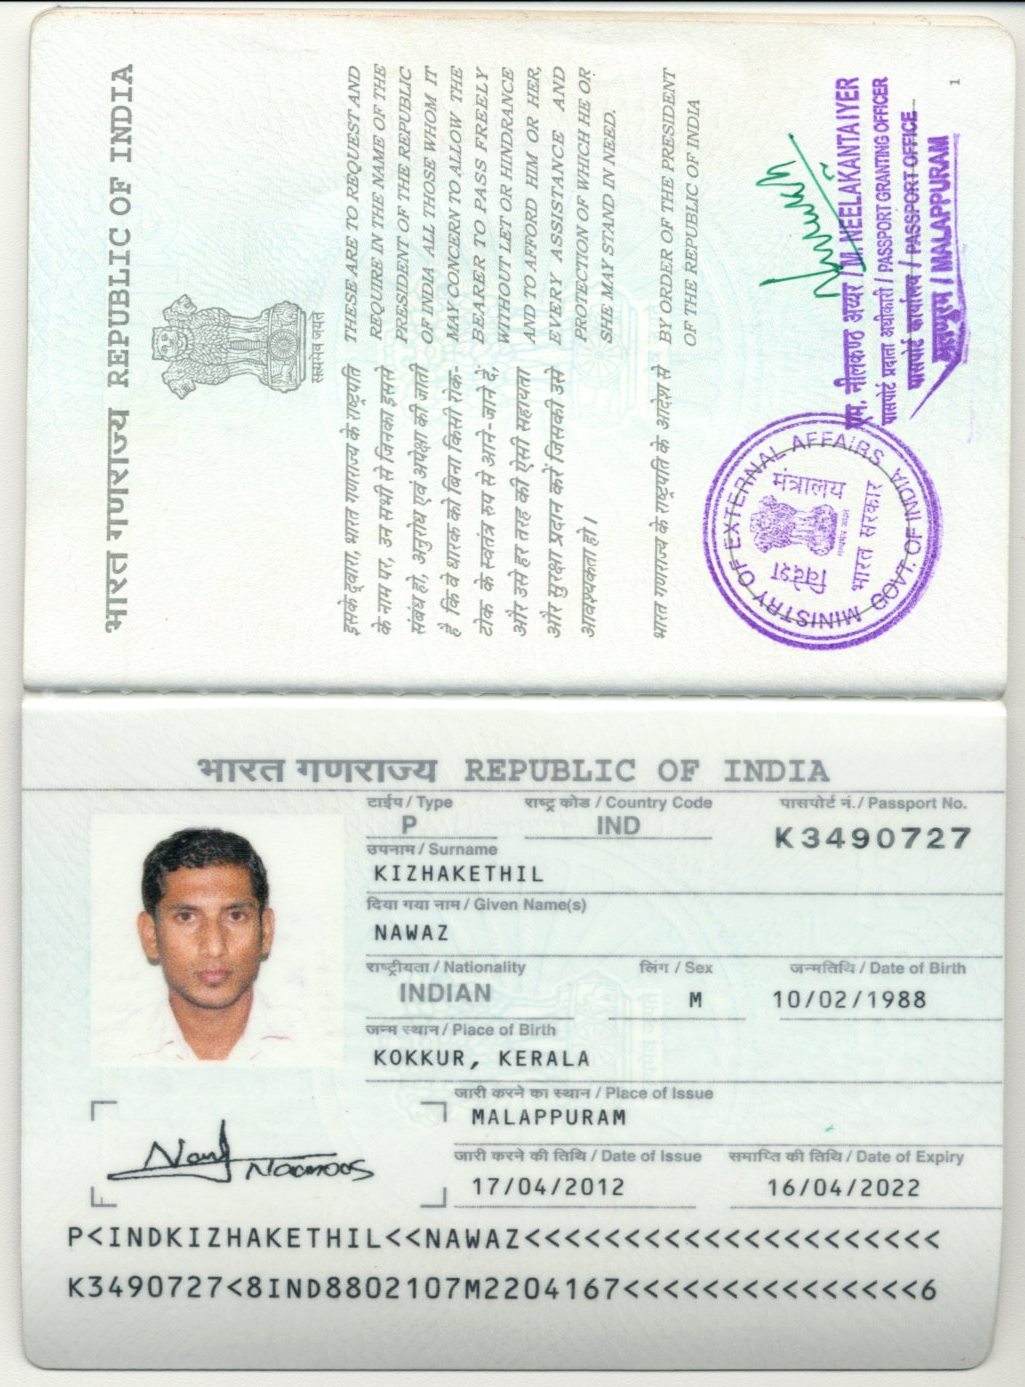 भारत गणराज्य REPUBLIC OF INDIA
सत्यमेव जयते
इसके द्वारा, भारत गणराज्य के राष्ट्रपति
के नाम पर, उन सभी से जिनका इससे
संबंध हो, अनुरोध एवं अपेक्षा की जाती
है कि वे धारक को बिना किसी रोक-
टोक के स्वतंत्र रूप से आने-जाने दें,
और उसे हर तरह की ऐसी सहायता
और सुरक्षा प्रदान करें जिसकी उसे
आवश्यकता हो।
THESE ARE TO REQUEST AND
REQUIRE IN THE NAME OF THE
PRESIDENT OF THE REPUBLIC
OF INDIA ALL THOSE WHOM IT
MAY CONCERN TO ALLOW THE
BEARER TO PASS FREELY
WITHOUT LET OR HINDRANCE
AND TO AFFORD HIM OR HER,
EVERY ASSISTANCE AND
PROTECTION OF WHICH HE OR
SHE MAY STAND IN NEED.
भारत गणराज्य के राष्ट्रपति के आदेश से
BY ORDER OF THE PRESIDENT
OF THE REPUBLIC OF INDIA
MINISTRY OF EXTERNAL AFFAIRS
GOVT. OF INDIA
विदेश मंत्रालय
भारत सरकार
एम. नीलकण्ठ अय्यर / M. NEELAKANTA IYER
पासपोर्ट प्रदाता अधीकारी / PASSPORT GRANTING OFFICER
पासपोर्ट कार्यालय / PASSPORT OFFICE
मलप्पुरम / MALAPPURAM
1
भारत गणराज्य REPUBLIC OF INDIA
टाईप / Type राष्ट्र कोड / Country Code पासपोर्ट नं. / Passport No.
P IND K3490727
उपनाम / Surname
KIZHAKETHIL
दिया गया नाम / Given Name(s)
NAWAZ
राष्ट्रीयता / Nationality लिंग / Sex जन्मतिथि / Date of Birth
INDIAN M 10/02/1988
जन्म स्थान / Place of Birth
KOKKUR, KERALA
जारी करने का स्थान / Place of Issue
MALAPPURAM
जारी करने की तिथि / Date of Issue समाप्ति की तिथि / Date of Expiry
17/04/2012 16/04/2022
P<INDKIZHAKETHIL<<NAWAZ<<<<<<<<<<<<<<<<<<<<<
K3490727<8IND8802107M2204167<<<<<<<<<<<<<<<6